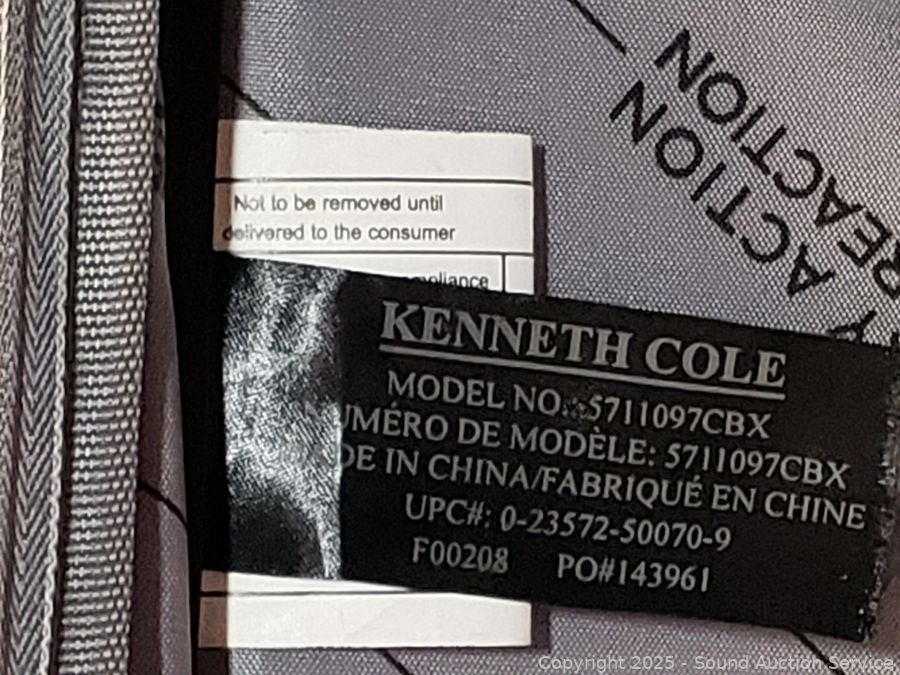 ACTION
REACTION
Not to be removed until
delivered to the consumer
KENNETH COLE
MODEL NO.: 5711097CBX
UMÉRO DE MODÈLE: 5711097CBX
DE IN CHINA/FABRIQUÉ EN CHINE
UPC#: 0-23572-50070-9
F00208 PO#143961
Copyright 2025 - Sound Auction Service